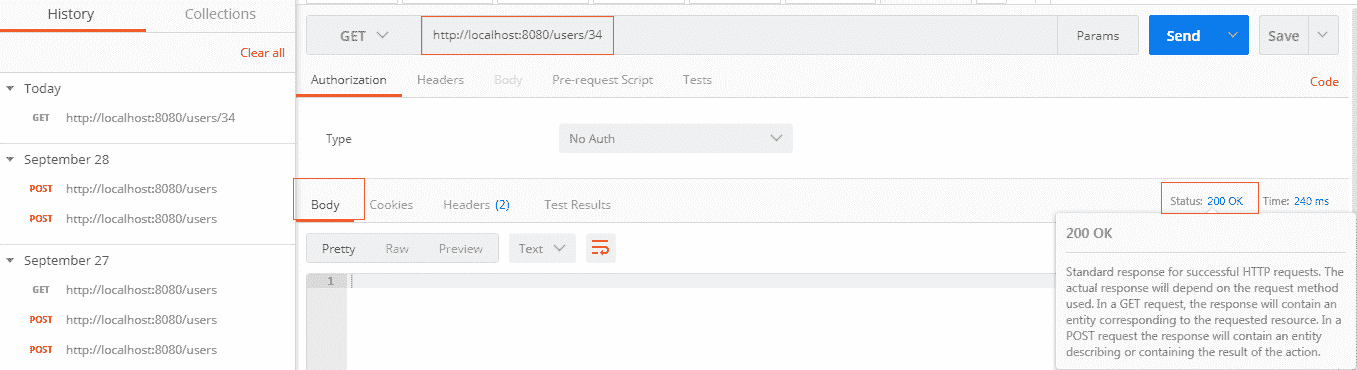 History
Collections
Clear all
Today
GET http://localhost:8080/users/34
September 28
POST http://localhost:8080/users
POST http://localhost:8080/users
September 27
GET http://localhost:8080/users
POST http://localhost:8080/users
POST http://localhost:8080/users
GET http://localhost:8080/users/34 Params Send Save
Authorization Headers Body Pre-request Script Tests Code
Type No Auth
Body Cookies Headers (2) Test Results Status: 200 OK Time: 240 ms
Pretty Raw Preview Text
1
200 OK
Standard response for successful HTTP requests. The
actual response will depend on the request method
used. In a GET request, the response will contain an
entity corresponding to the requested resource. In a
POST request the response will contain an entity
describing or containing the result of the action.